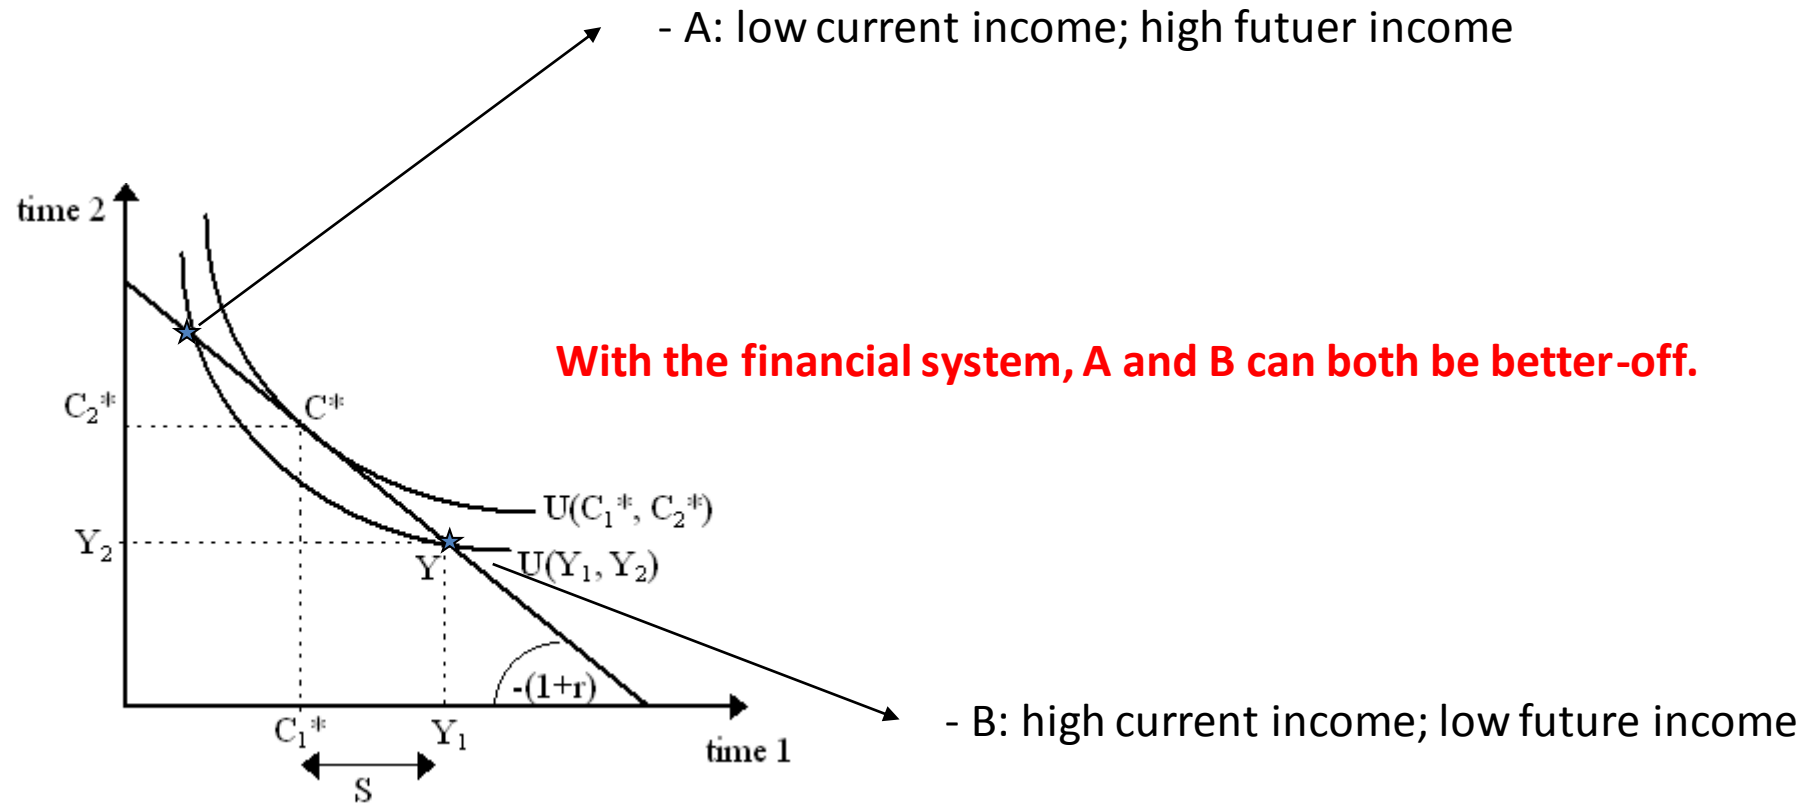 - A: low current income; high futuer income
time 2
With the financial system, A and B can both be better-off.
C₂*
C*
U(C₁*, C₂*)
Y₂
Y
U(Y₁, Y₂)
-(1+r)
- B: high current income; low future income
C₁*
Y₁
time 1
S